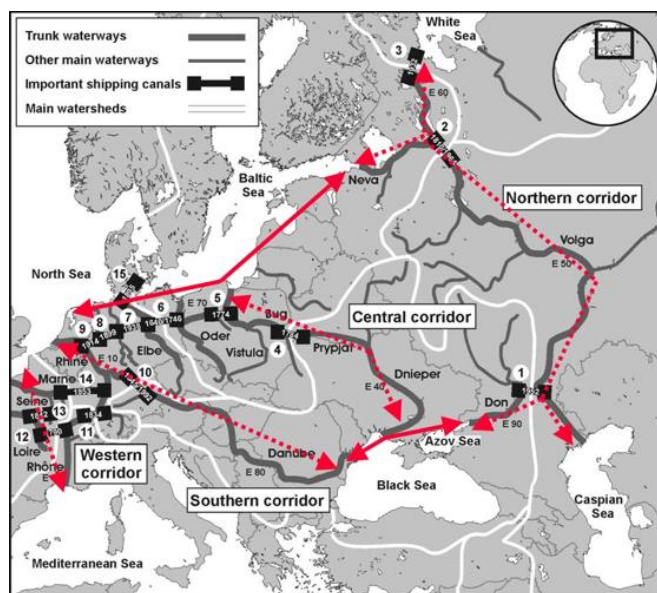 Trunk waterways
Other main waterways
Important shipping canals
Main watersheds
White
Sea
3
E 60
2
Baltic
Sea
Neva
Northern corridor
Volga
E 50
North Sea
15
9
8
7
6
E 70
5
1774
Bug
Central corridor
4
Prypjat
Rhine
E 10
Elbe
Oder
Vistula
Dnieper
E 40
1
Don
E 90
Marne
14
10
Seine
13
12
11
Loire
Rhône
E
Western
corridor
Danube
E 80
Azov Sea
Southern corridor
Black Sea
Caspian
Sea
Mediterranean Sea